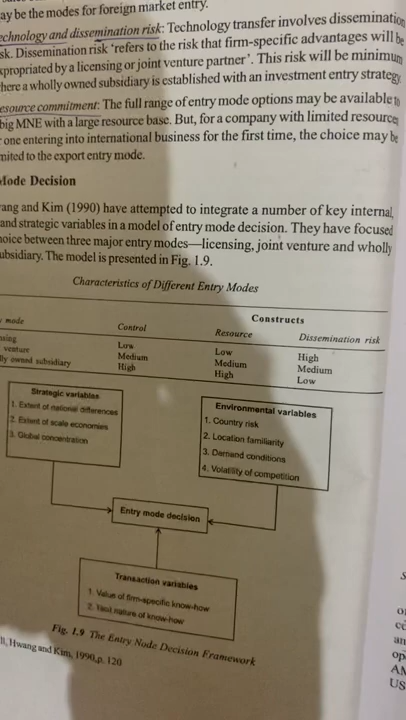 ay be the modes for foreign market entry.
echnology and dissemination risk: Technology transfer involves dissemination
sk. Dissemination risk 'refers to the risk that firm-specific advantages will be
xpropriated by a licensing or joint venture partner'. This risk will be minimum
here a wholly owned subsidiary is established with an investment entry strategy.
esource commitment: The full range of entry mode options may be available to
big MNE with a large resource base. But, for a company with limited resources
r one entering into international business for the first time, the choice may be
mited to the export entry mode.
Mode Decision
ang and Kim (1990) have attempted to integrate a number of key internal,
and strategic variables in a model of entry mode decision. They have focused
hoice between three major entry modes—licensing, joint venture and wholly
ubsidiary. The model is presented in Fig. 1.9.
Characteristics of Different Entry Modes
Constructs
y mode Control Resource Dissemination risk
nsing Low Low High
venture Medium Medium Medium
lly owned subsidiary High High Low
Strategic variables
1. Extent of national differences
2. Extent of scale economies
3. Global concentration
Environmental variables
1. Country risk
2. Location familiarity
3. Demand conditions
4. Volatility of competition
Entry mode decision
Transaction variables
1. Value of firm-specific know-how
2. Tacit nature of know-how
Fig. 1.9 The Entry Node Decision Framework
ll, Hwang and Kim, 1990, p. 120
S
an
op
AM
US